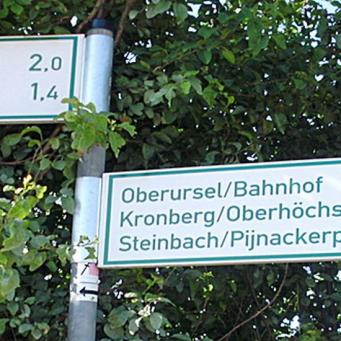 2,0
1,4
Oberursel/Bahnhof
Kronberg/Oberhöchs
Steinbach/Pijnackerp